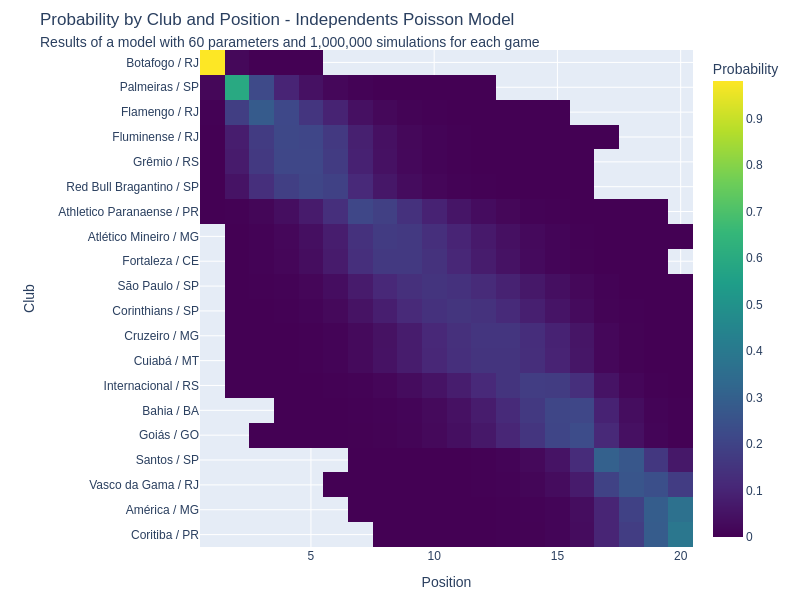 Probability by Club and Position - Independents Poisson Model
Results of a model with 60 parameters and 1,000,000 simulations for each game
Probability
Club
Botafogo / RJ
Palmeiras / SP
Flamengo / RJ
Fluminense / RJ
Grêmio / RS
Red Bull Bragantino / SP
Athletico Paranaense / PR
Atlético Mineiro / MG
Fortaleza / CE
São Paulo / SP
Corinthians / SP
Cruzeiro / MG
Cuiabá / MT
Internacional / RS
Bahia / BA
Goiás / GO
Santos / SP
Vasco da Gama / RJ
América / MG
Coritiba / PR
5
10
15
20
Position
0.9
0.8
0.7
0.6
0.5
0.4
0.3
0.2
0.1
0